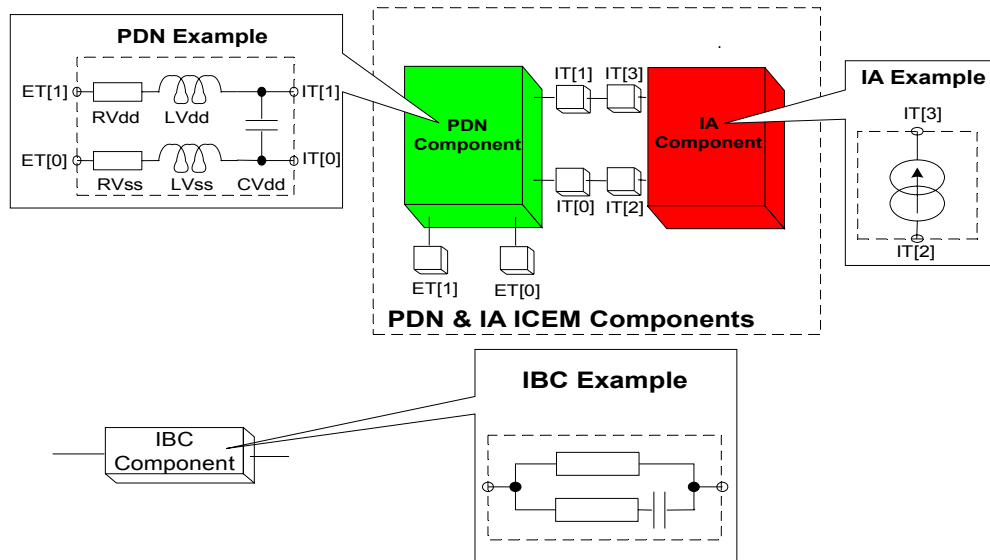 PDN Example
ET[1]
IT[1]
RVdd
LVdd
ET[0]
IT[0]
RVss
LVss
CVdd
PDN
Component
IT[1]
IT[3]
IA
Component
IT[0]
IT[2]
ET[1]
ET[0]
PDN & IA ICEM Components
IA Example
IT[3]
IT[2]
IBC Example
IBC
Component